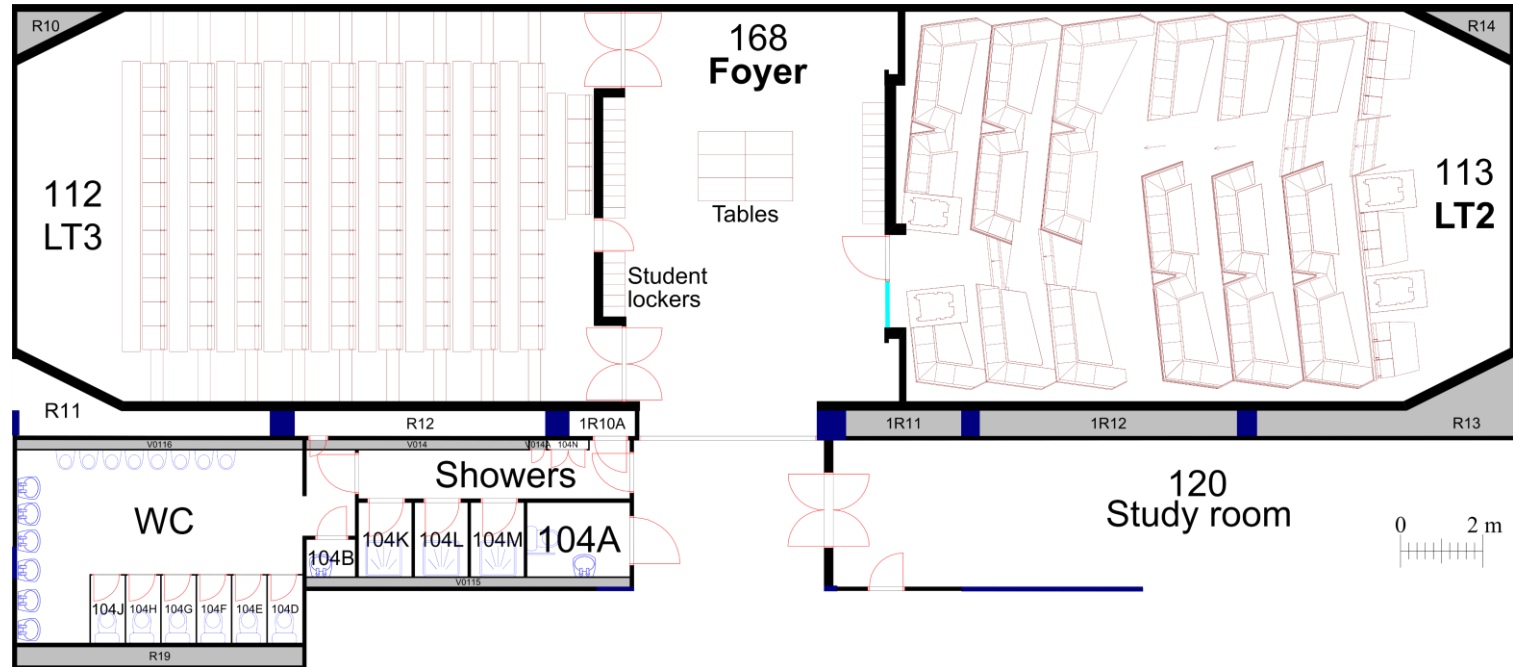 R10
168
Foyer
R14
112
LT3
Tables
113
LT2
Student
lockers
R11
R12
1R10A
1R11
1R12
R13
V0116
V014
V014A
104N
Showers
WC
104B
104K
104L
104M
104A
120
Study room
0 2 m
V0115
104J
104H
104G
104F
104E
104D
R19